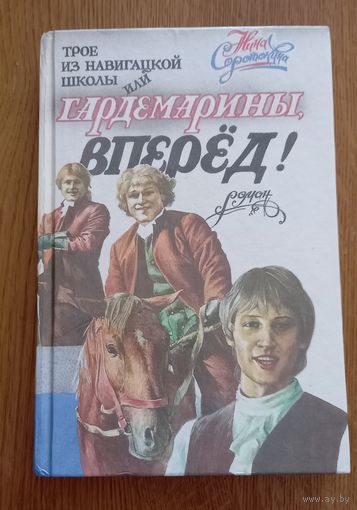 ТРОЕ
ИЗ НАВИГАЦКОЙ
ШКОЛЫ ИЛИ
Нина
Соротокина
ГАРДЕМАРИНЫ,
ВПЕРЁД!
роман
www.ay.by